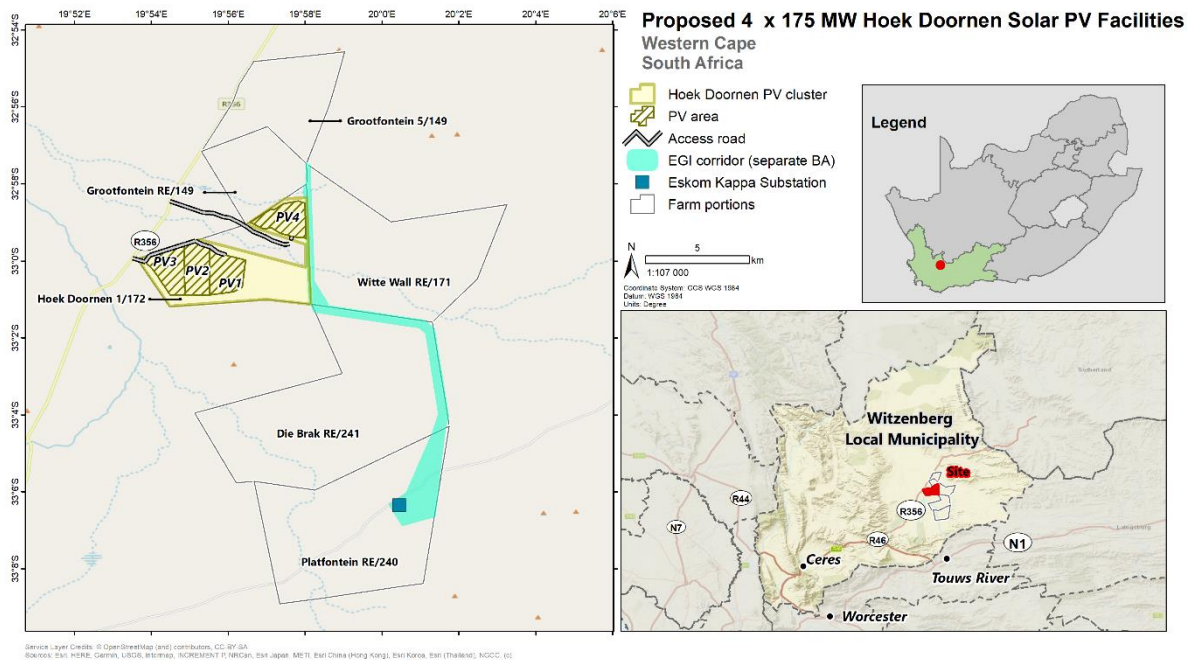 Proposed 4 x 175 MW Hoek Doornen Solar PV Facilities
Western Cape
South Africa
Hoek Doornen PV cluster
PV area
Access road
EGI corridor (separate BA)
Eskom Kappa Substation
Farm portions
Legend
N
5
km
1:107 000
Coordinate System: GCS WGS 1984
Datum: WGS 1984
Units: Degree
19°52'E
19°54'E
19°56'E
19°58'E
20°0'E
20°2'E
20°4'E
20°6'E
32°54'S
32°56'S
32°58'S
33°0'S
33°2'S
33°4'S
33°6'S
33°8'S
R356
Grootfontein 5/149
Grootfontein RE/149
PV4
R356
PV3
PV2
PV1
Hoek Doornen 1/172
Witte Wall RE/171
Die Brak RE/241
Platfontein RE/240
Witzenberg
Local Municipality
Site
R356
R44
N7
R46
N1
Ceres
Touws River
Worcester
Sutherland
Laingsburg
Service Layer Credits: © OpenStreetMap (and) contributors, CC-BY-SA
Sources: Esri, HERE, Garmin, USGS, Intermap, INCREMENT P, NRCan, Esri Japan, METI, Esri China (Hong Kong), Esri Korea, Esri (Thailand), NGCC, (c)